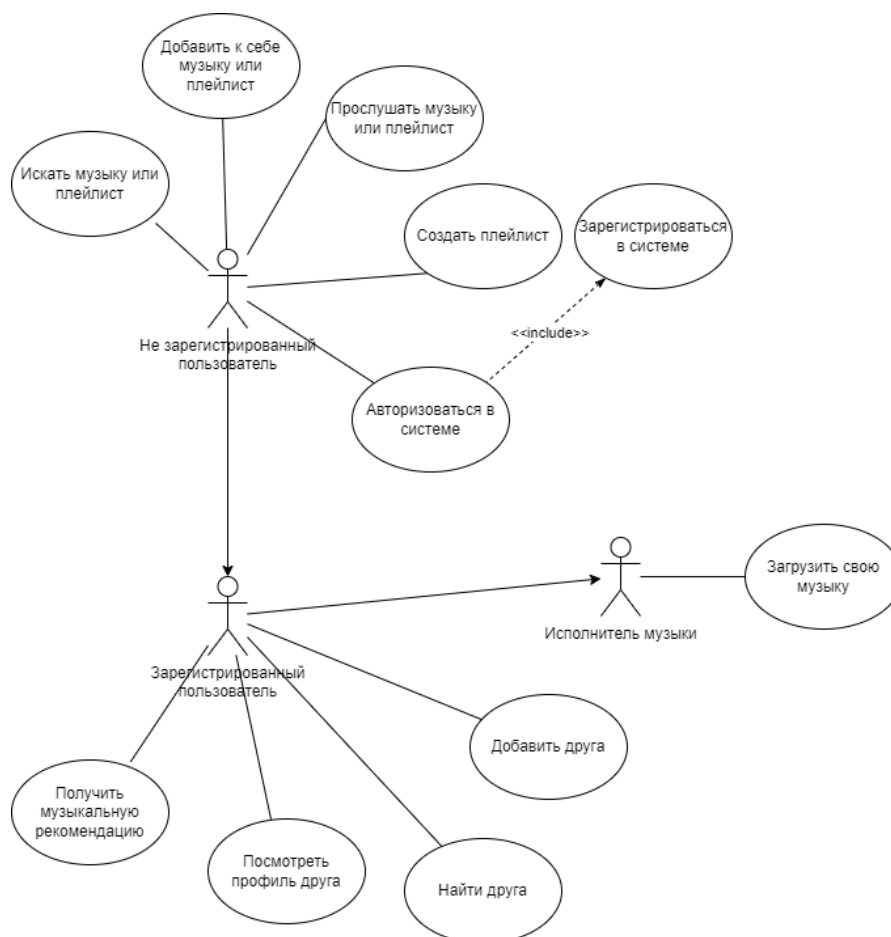 Добавить к себе
музыку или
плейлист
Прослушать музыку
или плейлист
Искать музыку или
плейлист
Создать плейлист
Зарегистрироваться
в системе
<<include>>
Не зарегистрированный
пользователь
Авторизоваться в
системе
Загрузить свою
музыку
Исполнитель музыки
Зарегистрированный
пользователь
Добавить друга
Получить
музыкальную
рекомендацию
Посмотреть
профиль друга
Найти друга